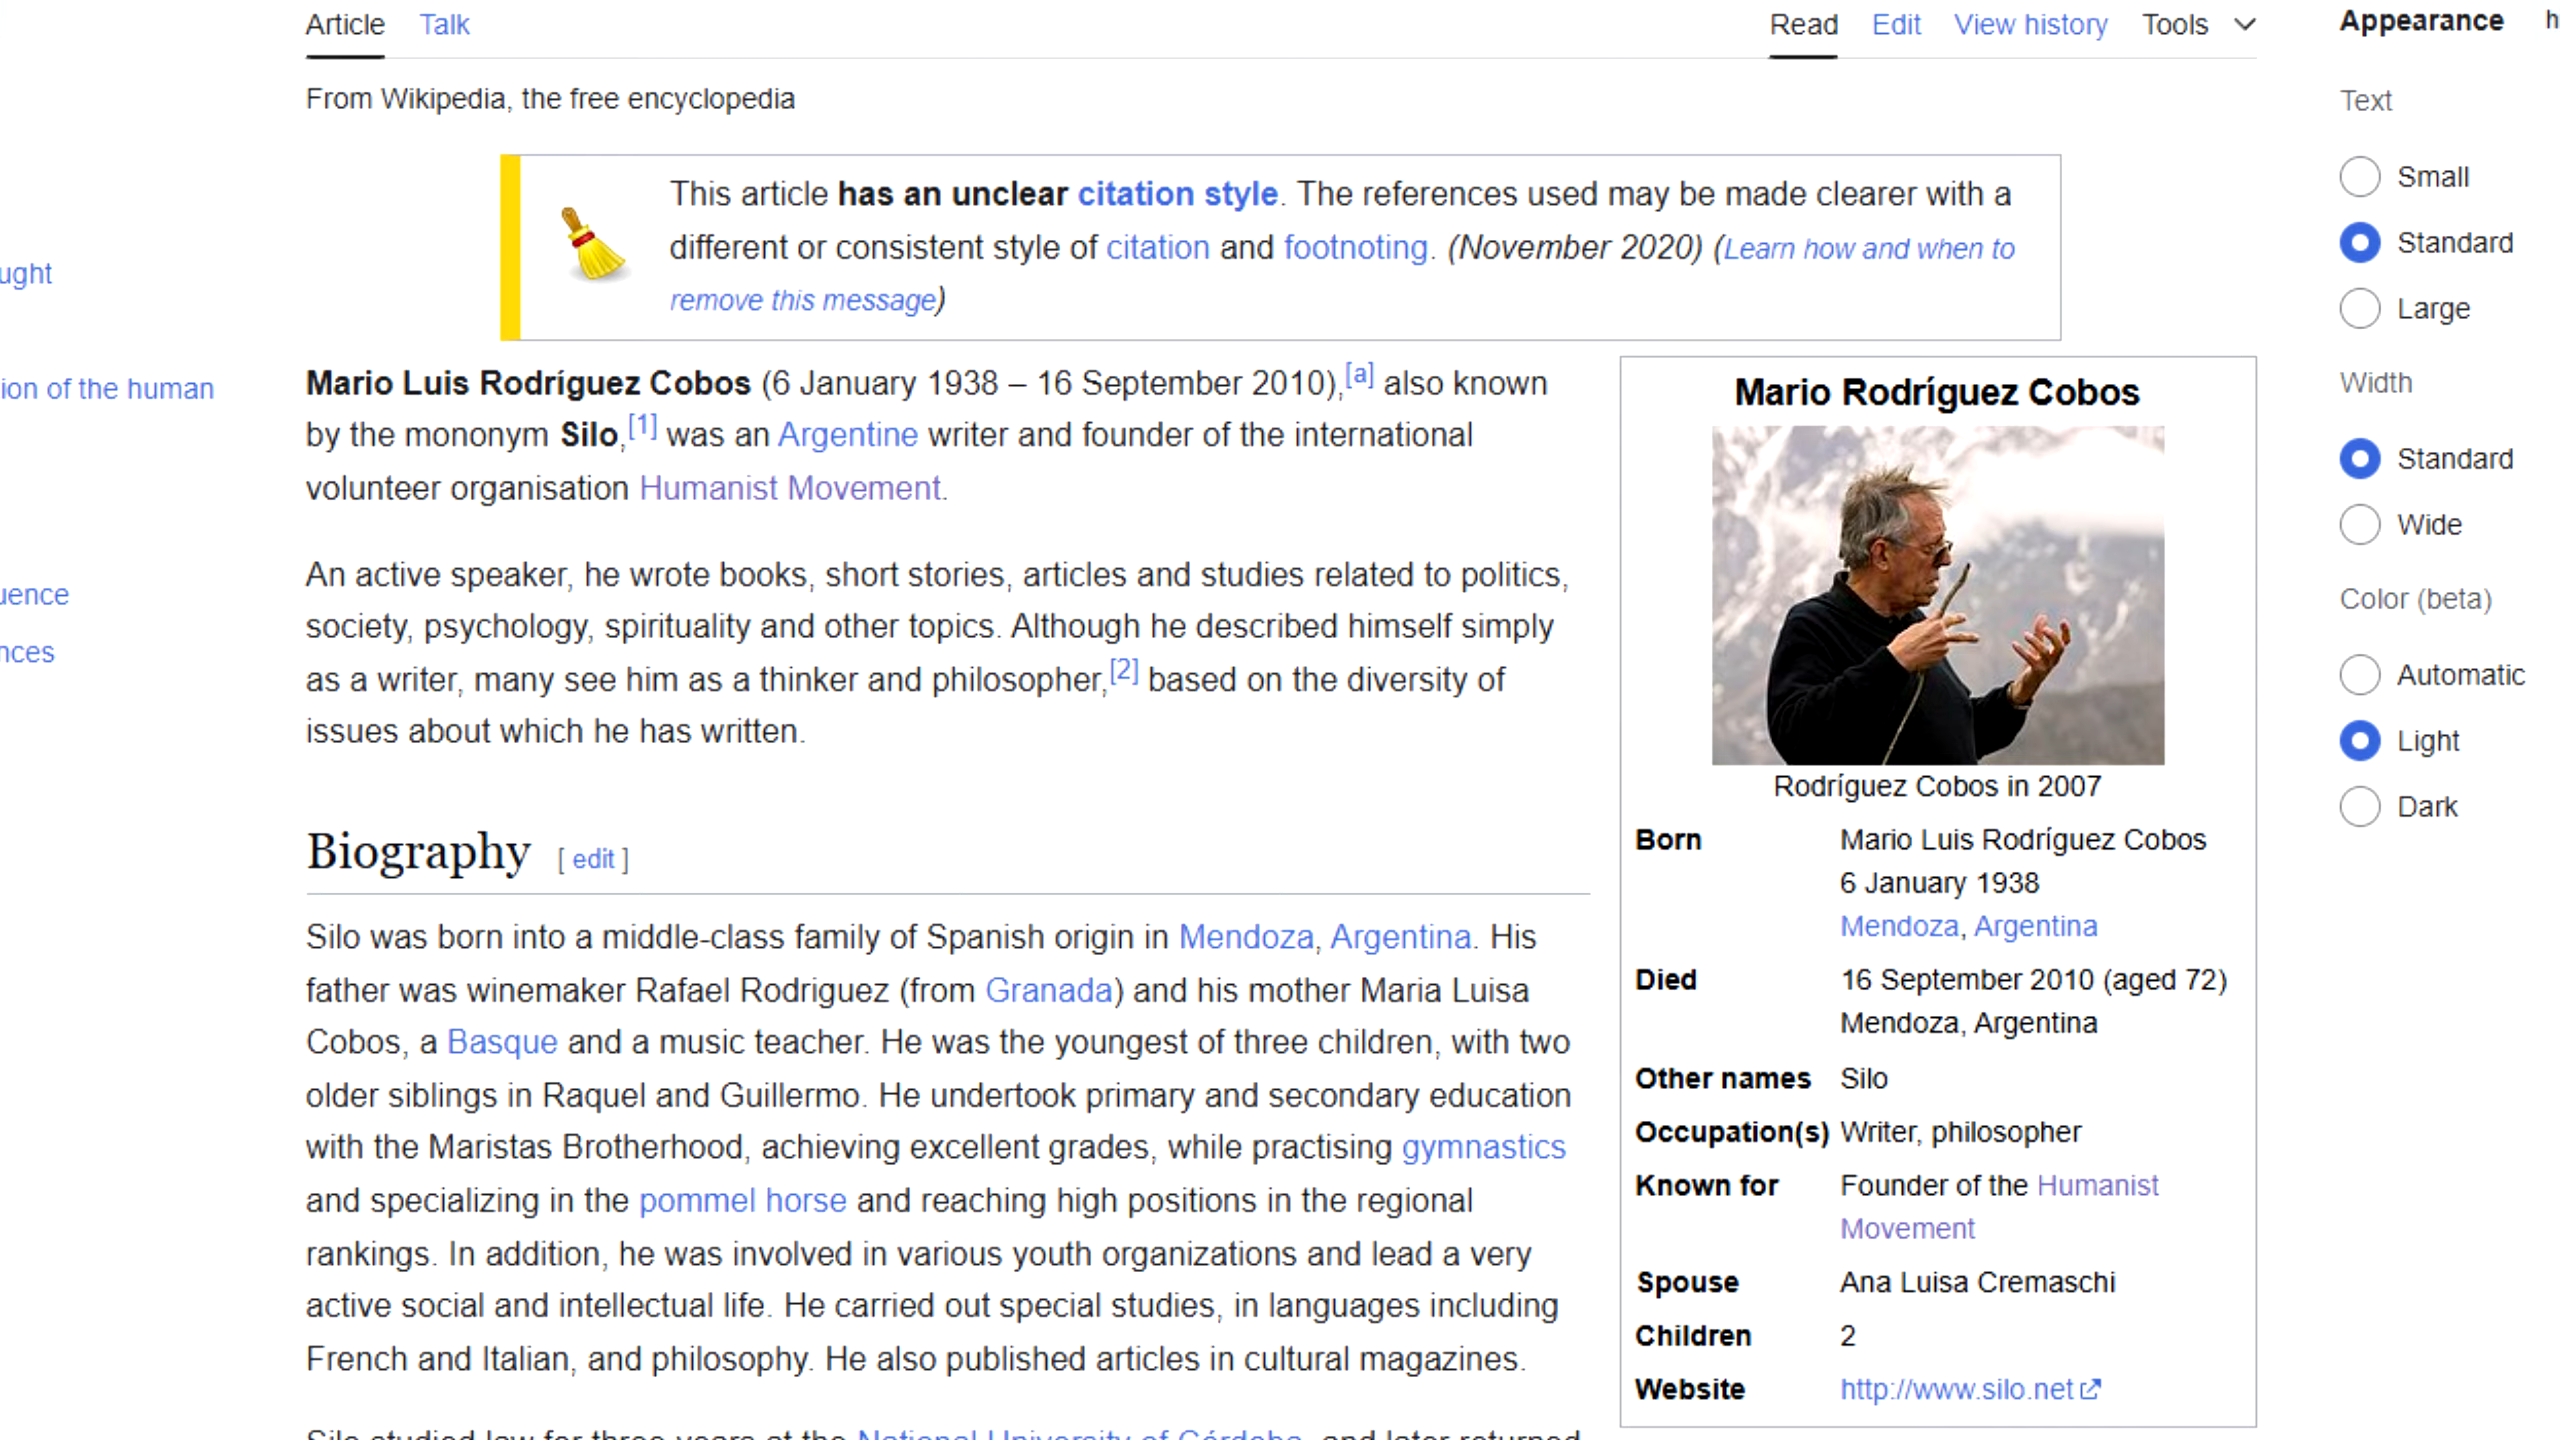 Article Talk Read Edit View history Tools
From Wikipedia, the free encyclopedia
This article has an unclear citation style. The references used may be made clearer with a
different or consistent style of citation and footnoting. (November 2020) (Learn how and when to
remove this message)
Mario Luis Rodríguez Cobos (6 January 1938 – 16 September 2010),[a] also known
by the mononym Silo,[1] was an Argentine writer and founder of the international
volunteer organisation Humanist Movement.
An active speaker, he wrote books, short stories, articles and studies related to politics,
society, psychology, spirituality and other topics. Although he described himself simply
as a writer, many see him as a thinker and philosopher,[2] based on the diversity of
issues about which he has written.
Biography [ edit ]
Silo was born into a middle-class family of Spanish origin in Mendoza, Argentina. His
father was winemaker Rafael Rodriguez (from Granada) and his mother Maria Luisa
Cobos, a Basque and a music teacher. He was the youngest of three children, with two
older siblings in Raquel and Guillermo. He undertook primary and secondary education
with the Maristas Brotherhood, achieving excellent grades, while practising gymnastics
and specializing in the pommel horse and reaching high positions in the regional
rankings. In addition, he was involved in various youth organizations and lead a very
active social and intellectual life. He carried out special studies, in languages including
French and Italian, and philosophy. He also published articles in cultural magazines.
Silo studied law for three years at the National University of Córdoba, and later returned
Mario Rodríguez Cobos
Rodríguez Cobos in 2007
Born Mario Luis Rodríguez Cobos
6 January 1938
Mendoza, Argentina
Died 16 September 2010 (aged 72)
Mendoza, Argentina
Other names Silo
Occupation(s) Writer, philosopher
Known for Founder of the Humanist
Movement
Spouse Ana Luisa Cremaschi
Children 2
Website http://www.silo.net
Appearance h
Text
Small
Standard
Large
Width
Standard
Wide
Color (beta)
Automatic
Light
Dark
ught
ion of the human
uence
nces